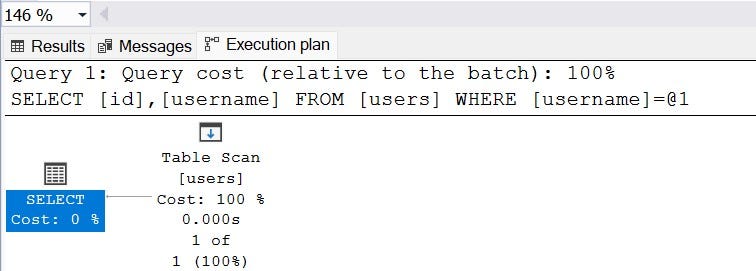 146 %
Results Messages Execution plan
Query 1: Query cost (relative to the batch): 100%
SELECT [id],[username] FROM [users] WHERE [username]=@1
Table Scan
[users]
Cost: 100 %
0.000s
1 of
1 (100%)
SELECT
Cost: 0 %